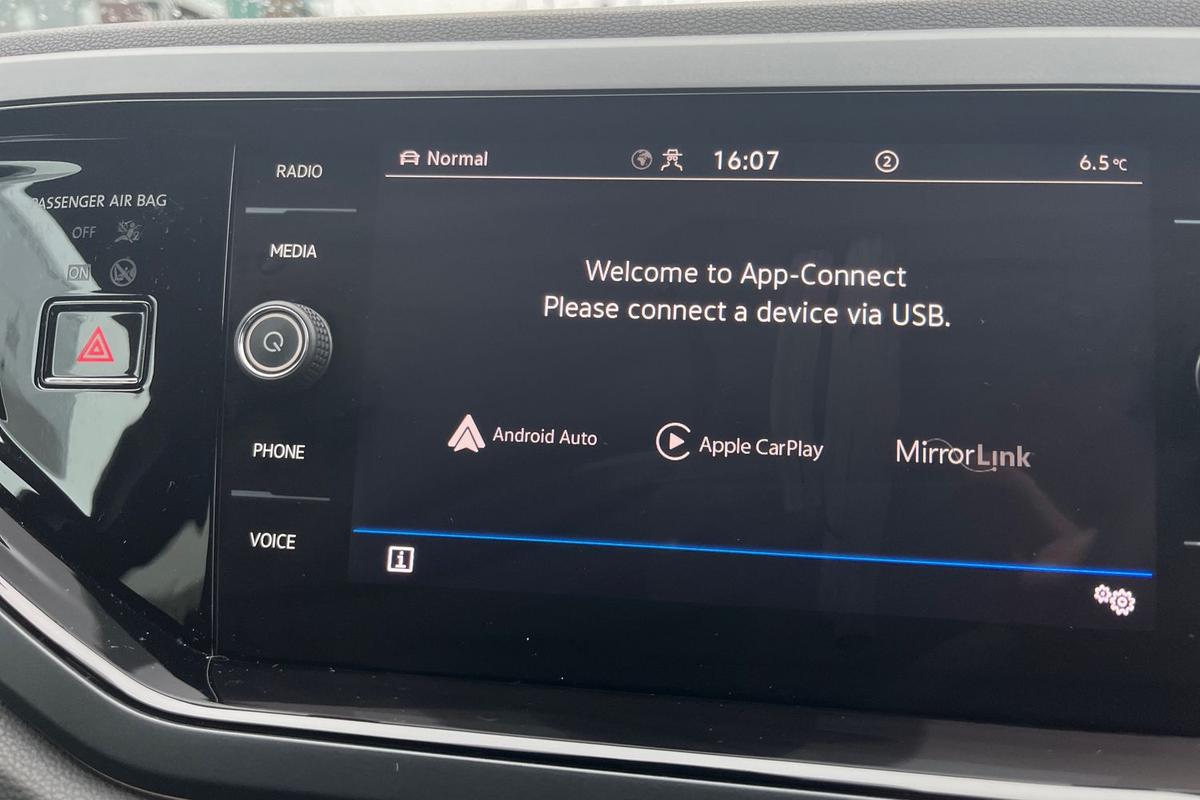 PASSENGER AIR BAG
OFF
ON
RADIO
MEDIA
PHONE
VOICE
Normal
16:07
2
6.5°C
Welcome to App-Connect
Please connect a device via USB.
Android Auto
Apple CarPlay
MirrorLink
i